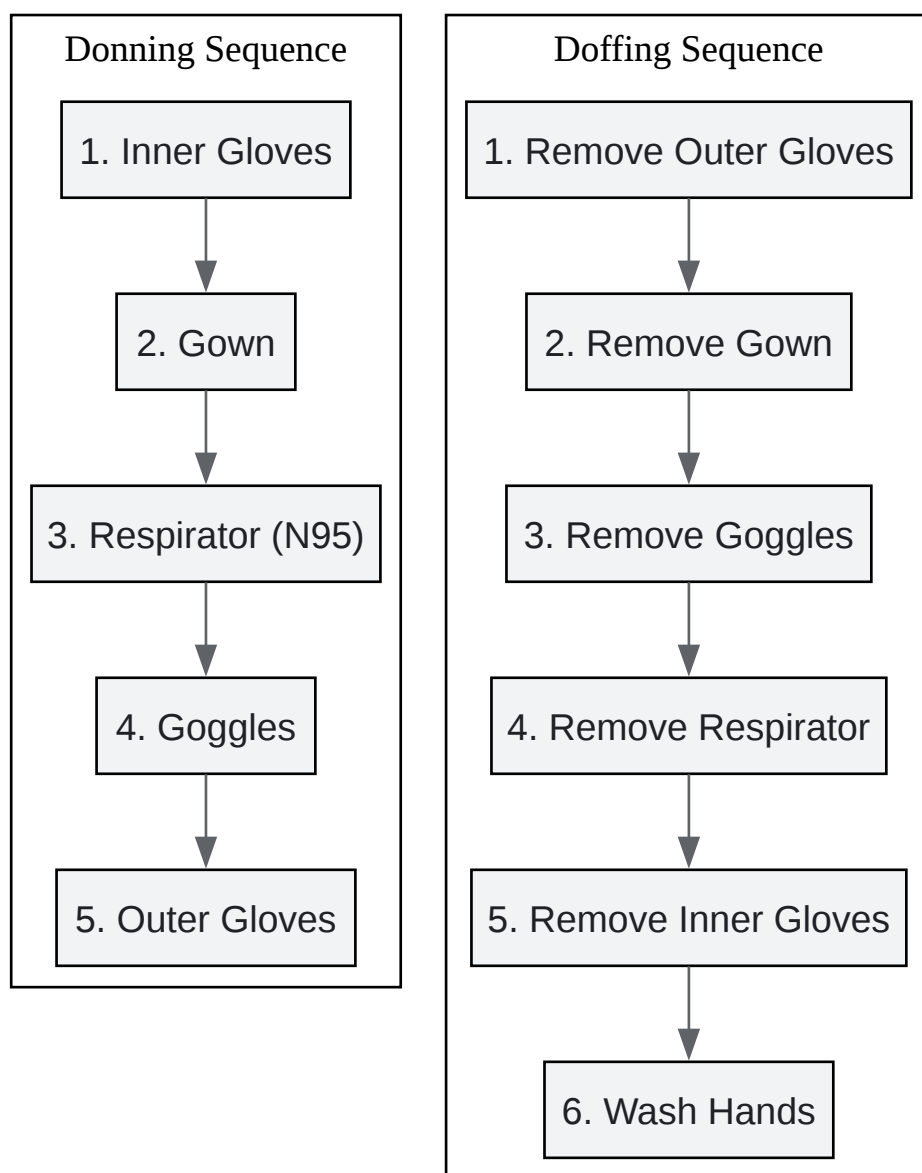 Donning Sequence
1. Inner Gloves
2. Gown
3. Respirator (N95)
4. Goggles
5. Outer Gloves
Doffing Sequence
1. Remove Outer Gloves
2. Remove Gown
3. Remove Goggles
4. Remove Respirator
5. Remove Inner Gloves
6. Wash Hands